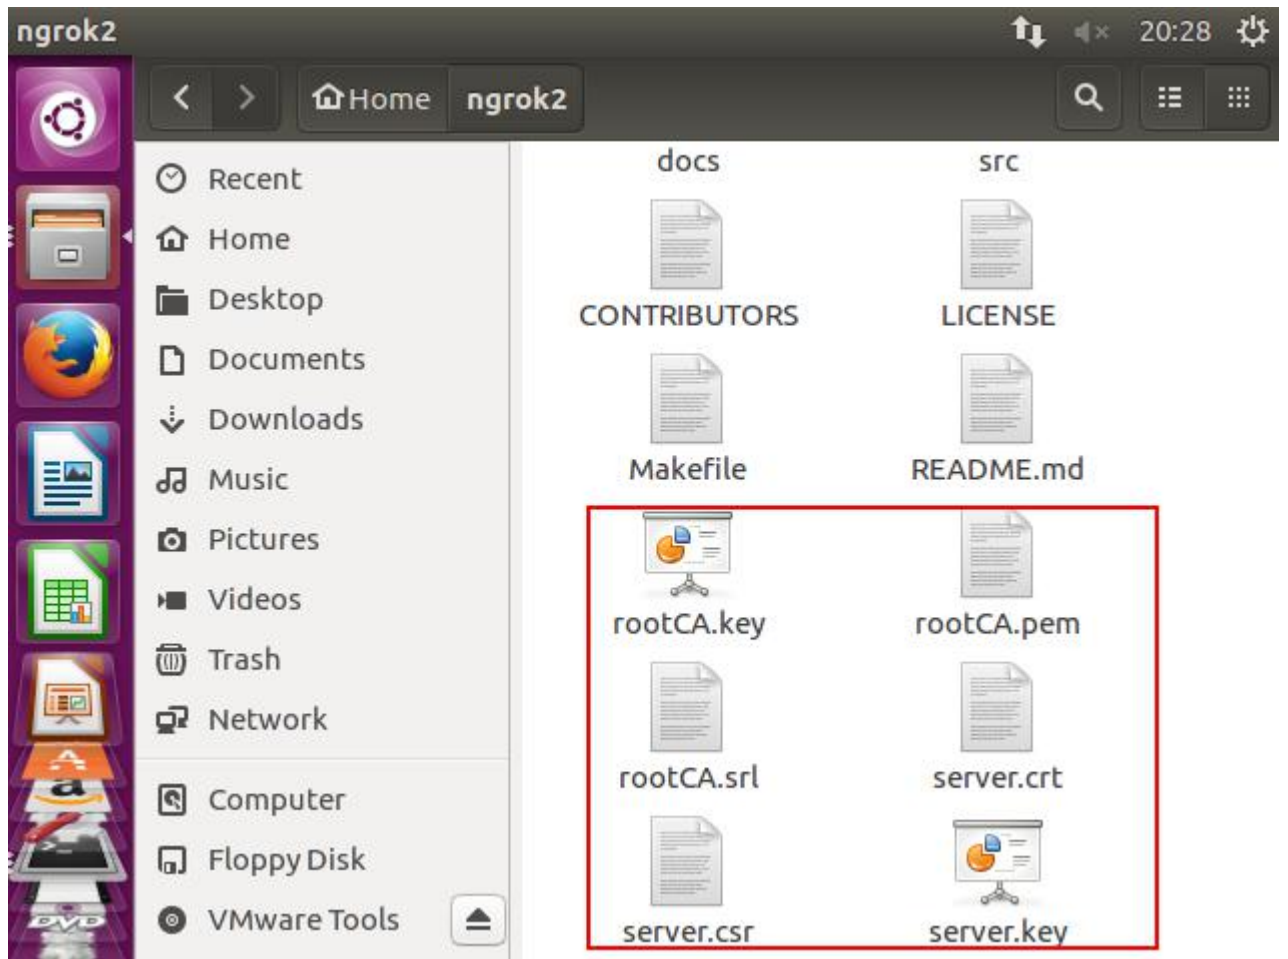 ngrok2
20:28
Home ngrok2
Recent
Home
Desktop
Documents
Downloads
Music
Pictures
Videos
Trash
Network
Computer
Floppy Disk
VMware Tools
docs src
CONTRIBUTORS LICENSE
Makefile README.md
rootCA.key rootCA.pem
rootCA.srl server.crt
server.csr server.key
A
a
>_
DVD